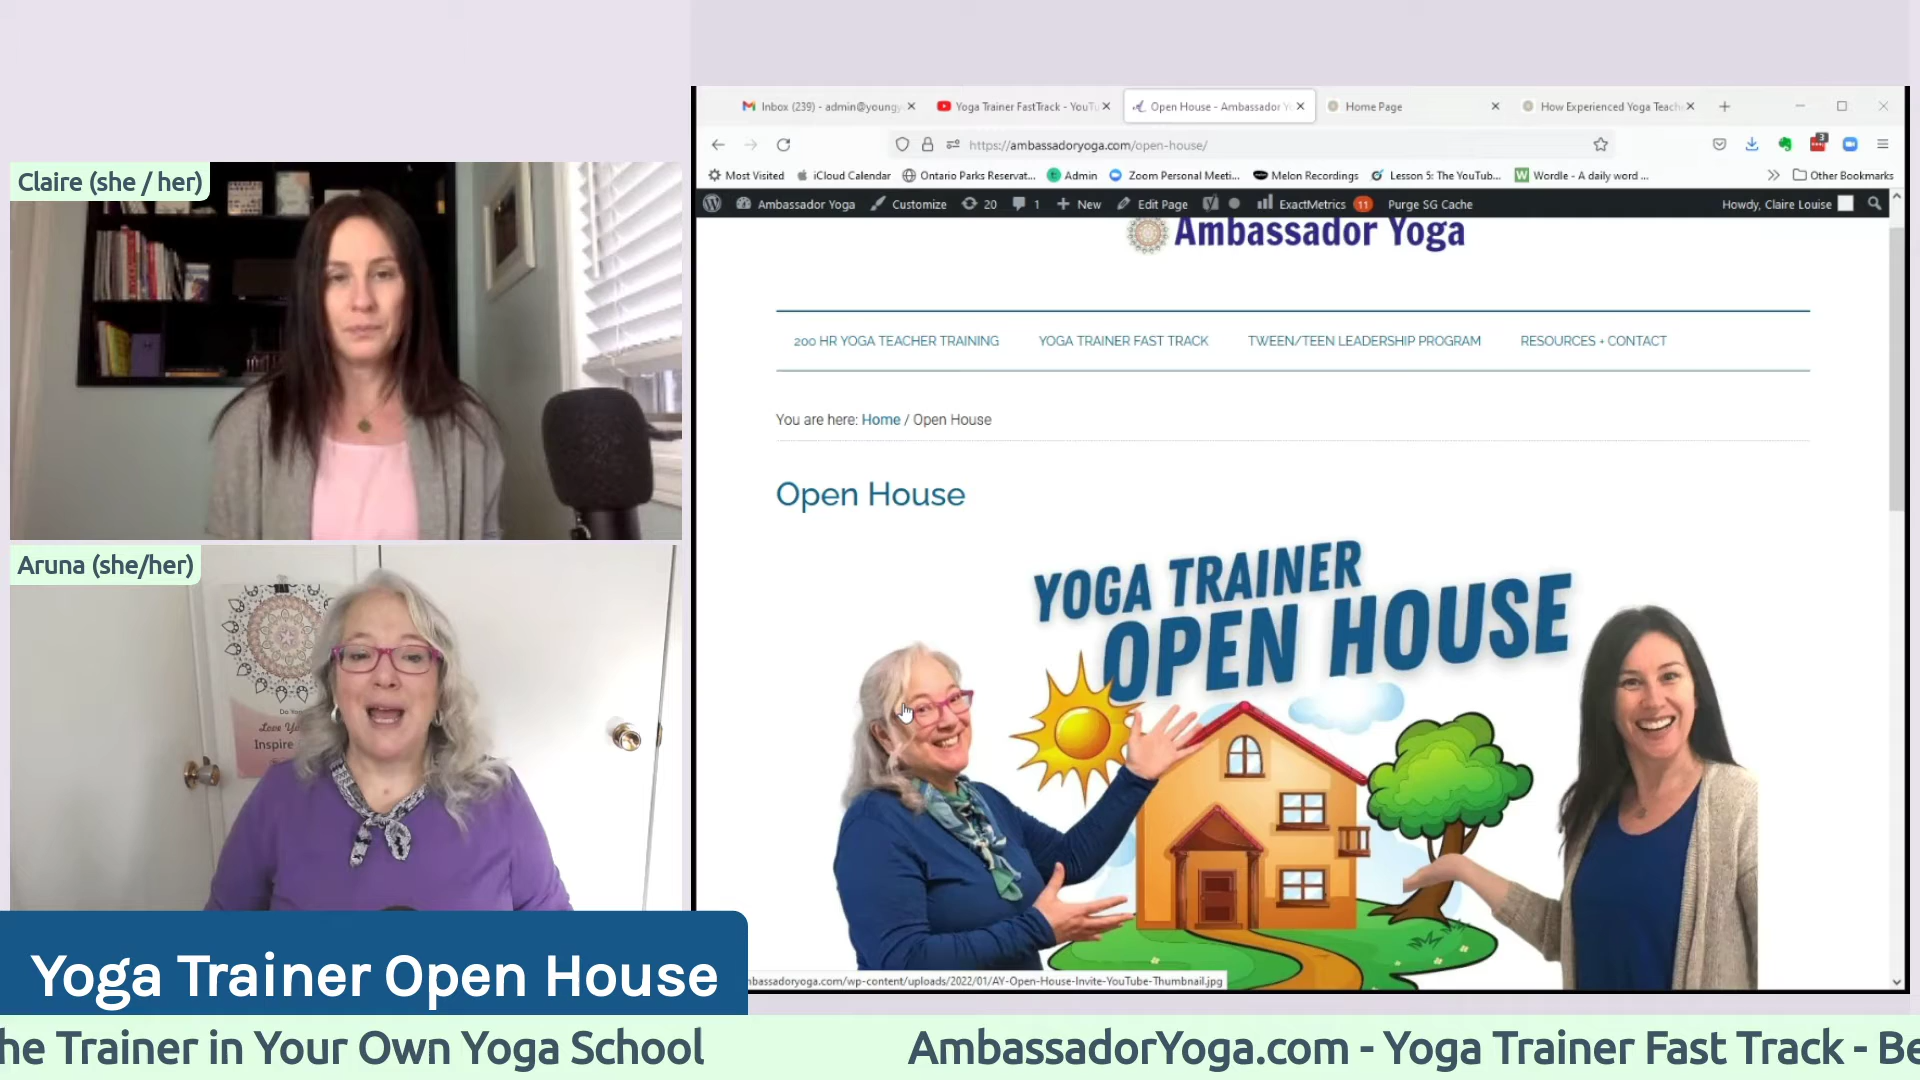 Claire (she / her)
Aruna (she/her)
Do You
Love Yo
Inspire
Inbox (239) - admin@youngy
Yoga Trainer FastTrack - YouTu
Open House - Ambassador Y
Home Page
How Experienced Yoga Teach
https://ambassadoryoga.com/open-house/
3
Most Visited
iCloud Calendar
Ontario Parks Reservat...
Admin
Zoom Personal Meeti...
Melon Recordings
Lesson 5: The YouTub...
Wordle - A daily word ...
Other Bookmarks
Ambassador Yoga
Customize
20
1
New
Edit Page
ExactMetrics
11
Purge SG Cache
Howdy, Claire Louise
Ambassador Yoga
200 HR YOGA TEACHER TRAINING
YOGA TRAINER FAST TRACK
TWEEN/TEEN LEADERSHIP PROGRAM
RESOURCES + CONTACT
You are here: Home / Open House
Open House
YOGA TRAINER
OPEN HOUSE
mbassadoryoga.com/wp-content/uploads/2022/01/AY-Open-House-Invite-YouTube-Thumbnail.jpg
Yoga Trainer Open House
he Trainer in Your Own Yoga School
AmbassadorYoga.com - Yoga Trainer Fast Track - Be